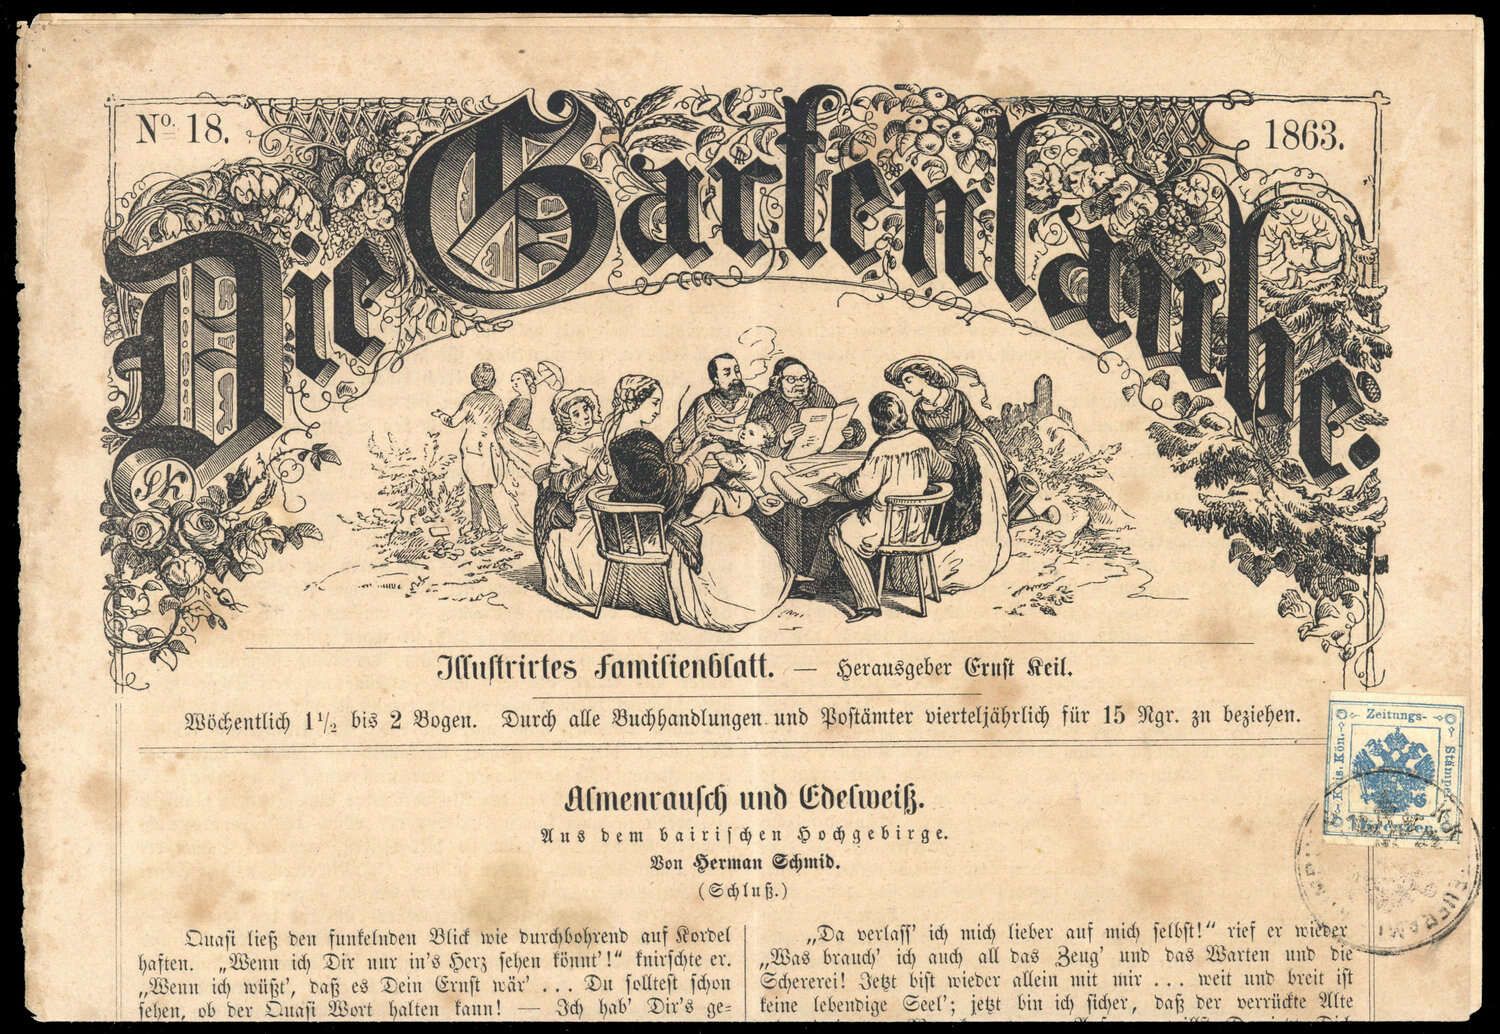 Nº 18.
1863.
Die Gartenlaube.
Illustrirtes Familienblatt. — Herausgeber Ernst Keil.
Wöchentlich 1½ bis 2 Bogen. Durch alle Buchhandlungen und Postämter vierteljährlich für 15 Ngr. zu beziehen.
Zeitungs-
Stämpel
Kais. Kön.
Almenrausch und Edelweiß.
Aus dem bairischen Hochgebirge.
Von Herman Schmid.
(Schluß.)
Quasi ließ den funkelnden Blick wie durchbohrend auf Kordel
haften. „Wenn ich Dir nur in's Herz sehen könnt'!“ knirschte er.
„Wenn ich wüßt', daß es Dein Ernst wär' ... Du solltest schon
sehen, ob der Quasi Wort halten kann! — Ich hab' Dir's ge-
„Da verlass' ich mich lieber auf mich selbst!“ rief er wieder
„Was brauch' ich auch all das Zeug' und das Warten und die
Schererei! Jetzt bist wieder allein mit mir ... weit und breit ist
keine lebendige Seel'; jetzt bin ich sicher, daß der verrückte Alte